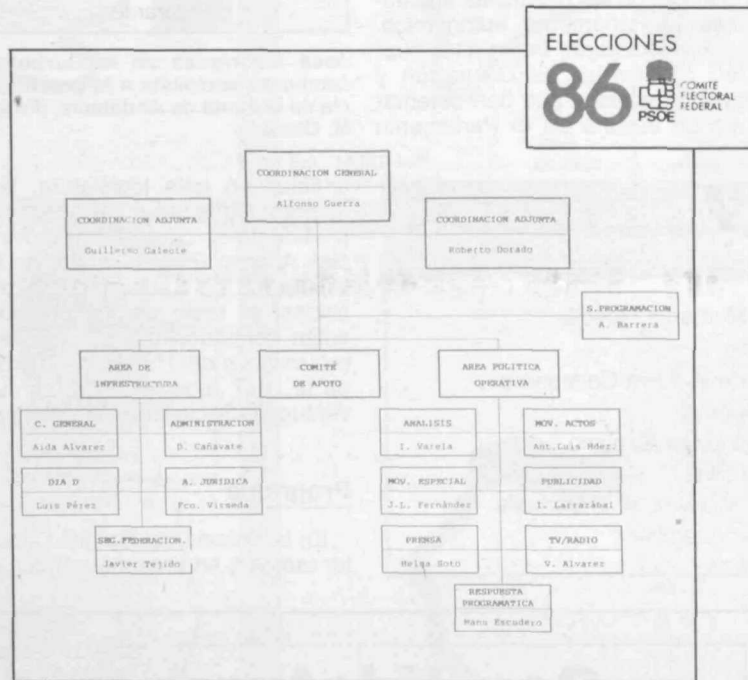 ELECCIONES
86
PSOE
COMITE
ELECTORAL
FEDERAL
COORDINACION GENERAL
Alfonso Guerra
COORDINACION ADJUNTA
Guillermo Galeote
COORDINACION ADJUNTA
Roberto Dorado
S.PROGRAMACION
A. Barrera
AREA DE
INFRESTRUCTURA
COMITE
DE APOYO
AREA POLITICA
OPERATIVA
C. GENERAL
Aida Alvarez
ADMINISTRACION
D. Cañavate
ANALISIS
I. Varela
MOV. ACTOS
Ant.Luis Hdez.
DIA D
Luis Pérez
A. JURIDICA
Fco. Virseda
MOV. ESPECIAL
J.L. Fernández
PUBLICIDAD
I. Larrazábal
SEG.FEDERACION
Javier Tejido
PRENSA
Helga Soto
TV/RADIO
V. Alvarez
RESPUESTA
PROGRAMATICA
Manu Escudero